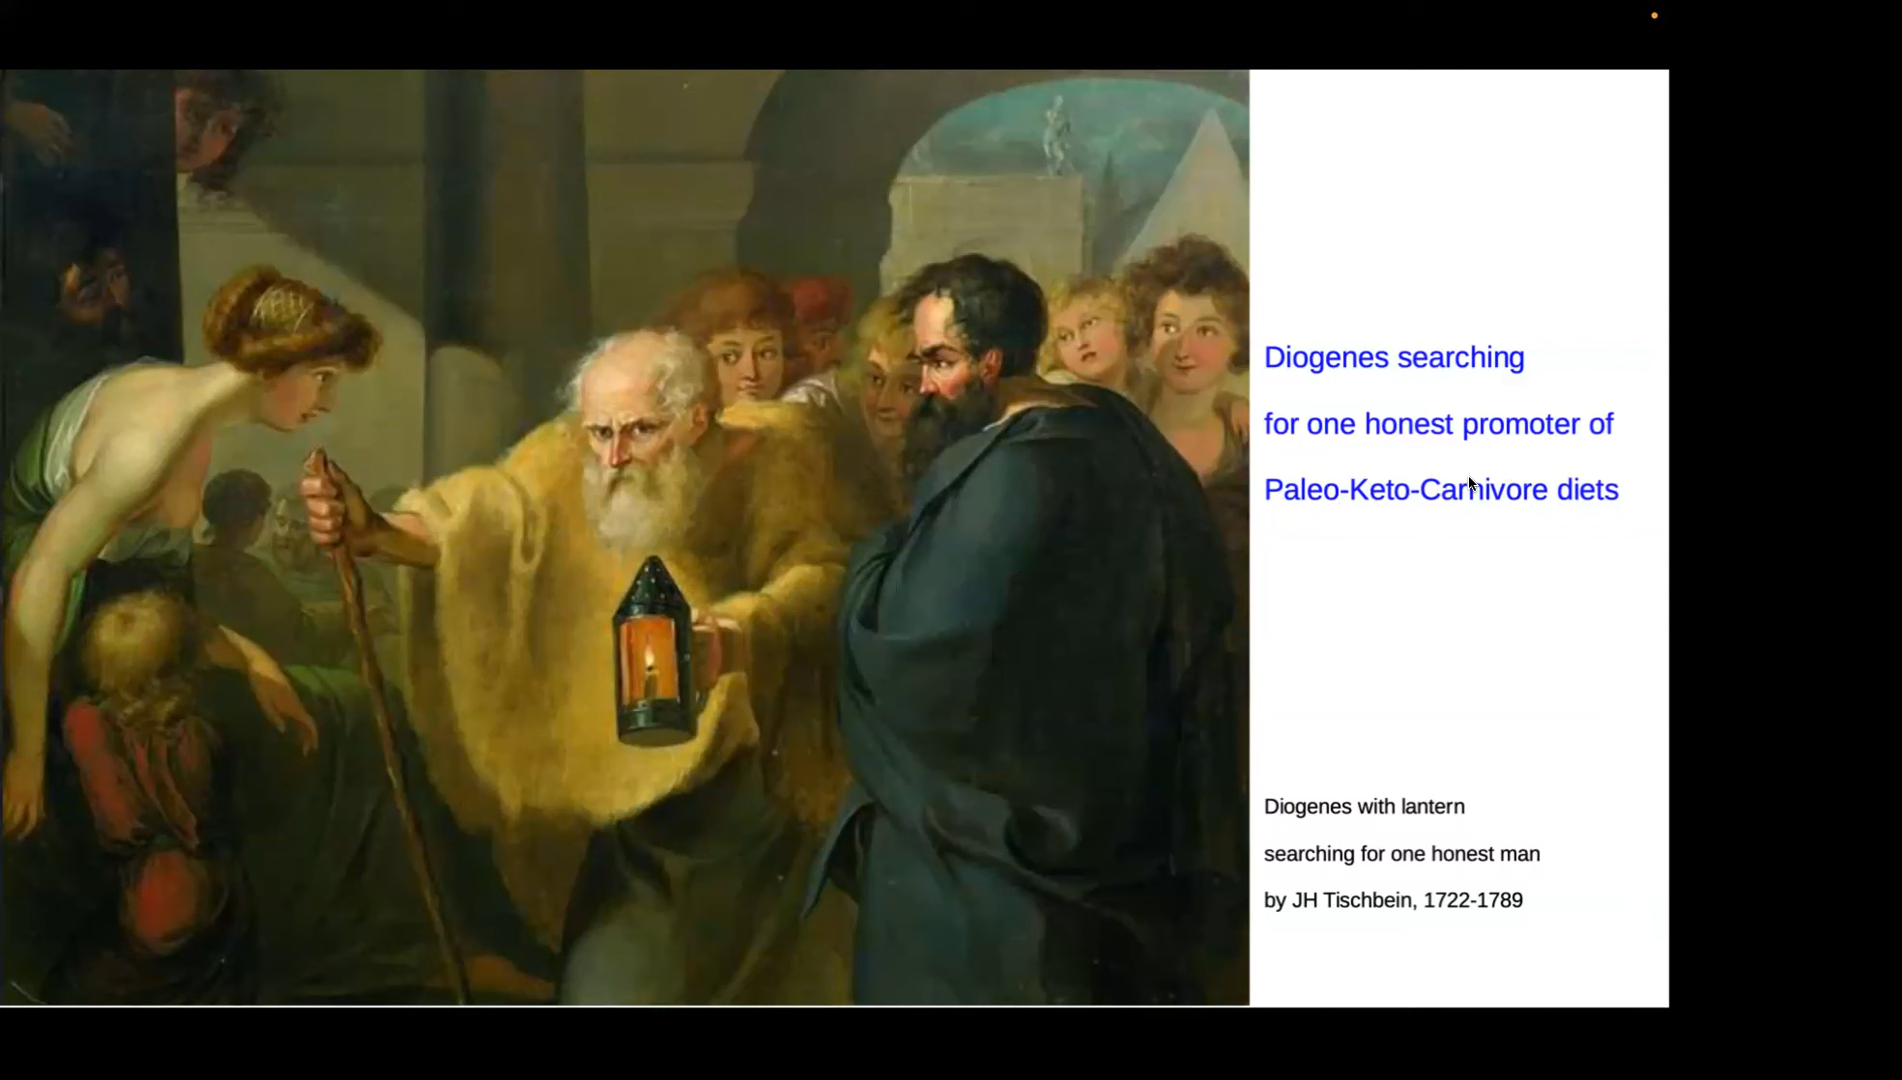 Diogenes searching
for one honest promoter of
Paleo-Keto-Carnivore diets
Diogenes with lantern
searching for one honest man
by JH Tischbein, 1722-1789